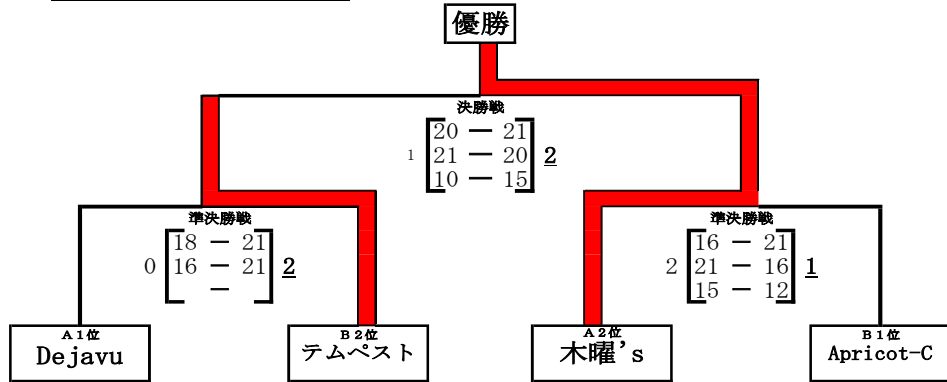 優勝
決勝戦
20 ー 21
1 21 ー 20 2
10 ー 15
準決勝戦
18 ー 21
0 16 ー 21 2
ー
準決勝戦
16 ー 21
2 21 ー 16 1
15 ー 12
A1位
Dejavu
B2位
テムペスト
A2位
木曜's
B1位
Apricot-C